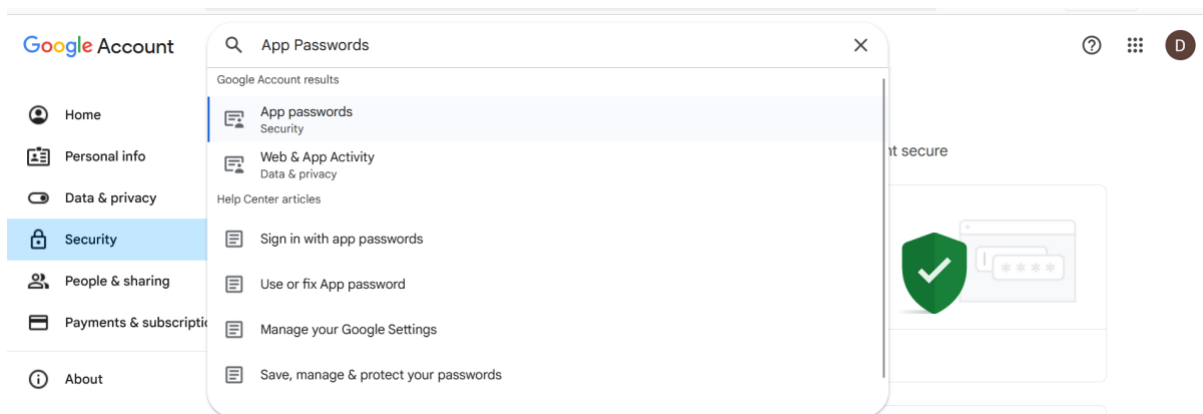 Google Account
App Passwords
D
Google Account results
Home
App passwords
Security
Personal info
Web & App Activity
Data & privacy
nt secure
Data & privacy
Help Center articles
Security
Sign in with app passwords
People & sharing
Use or fix App password
Payments & subscriptio
Manage your Google Settings
About
Save, manage & protect your passwords